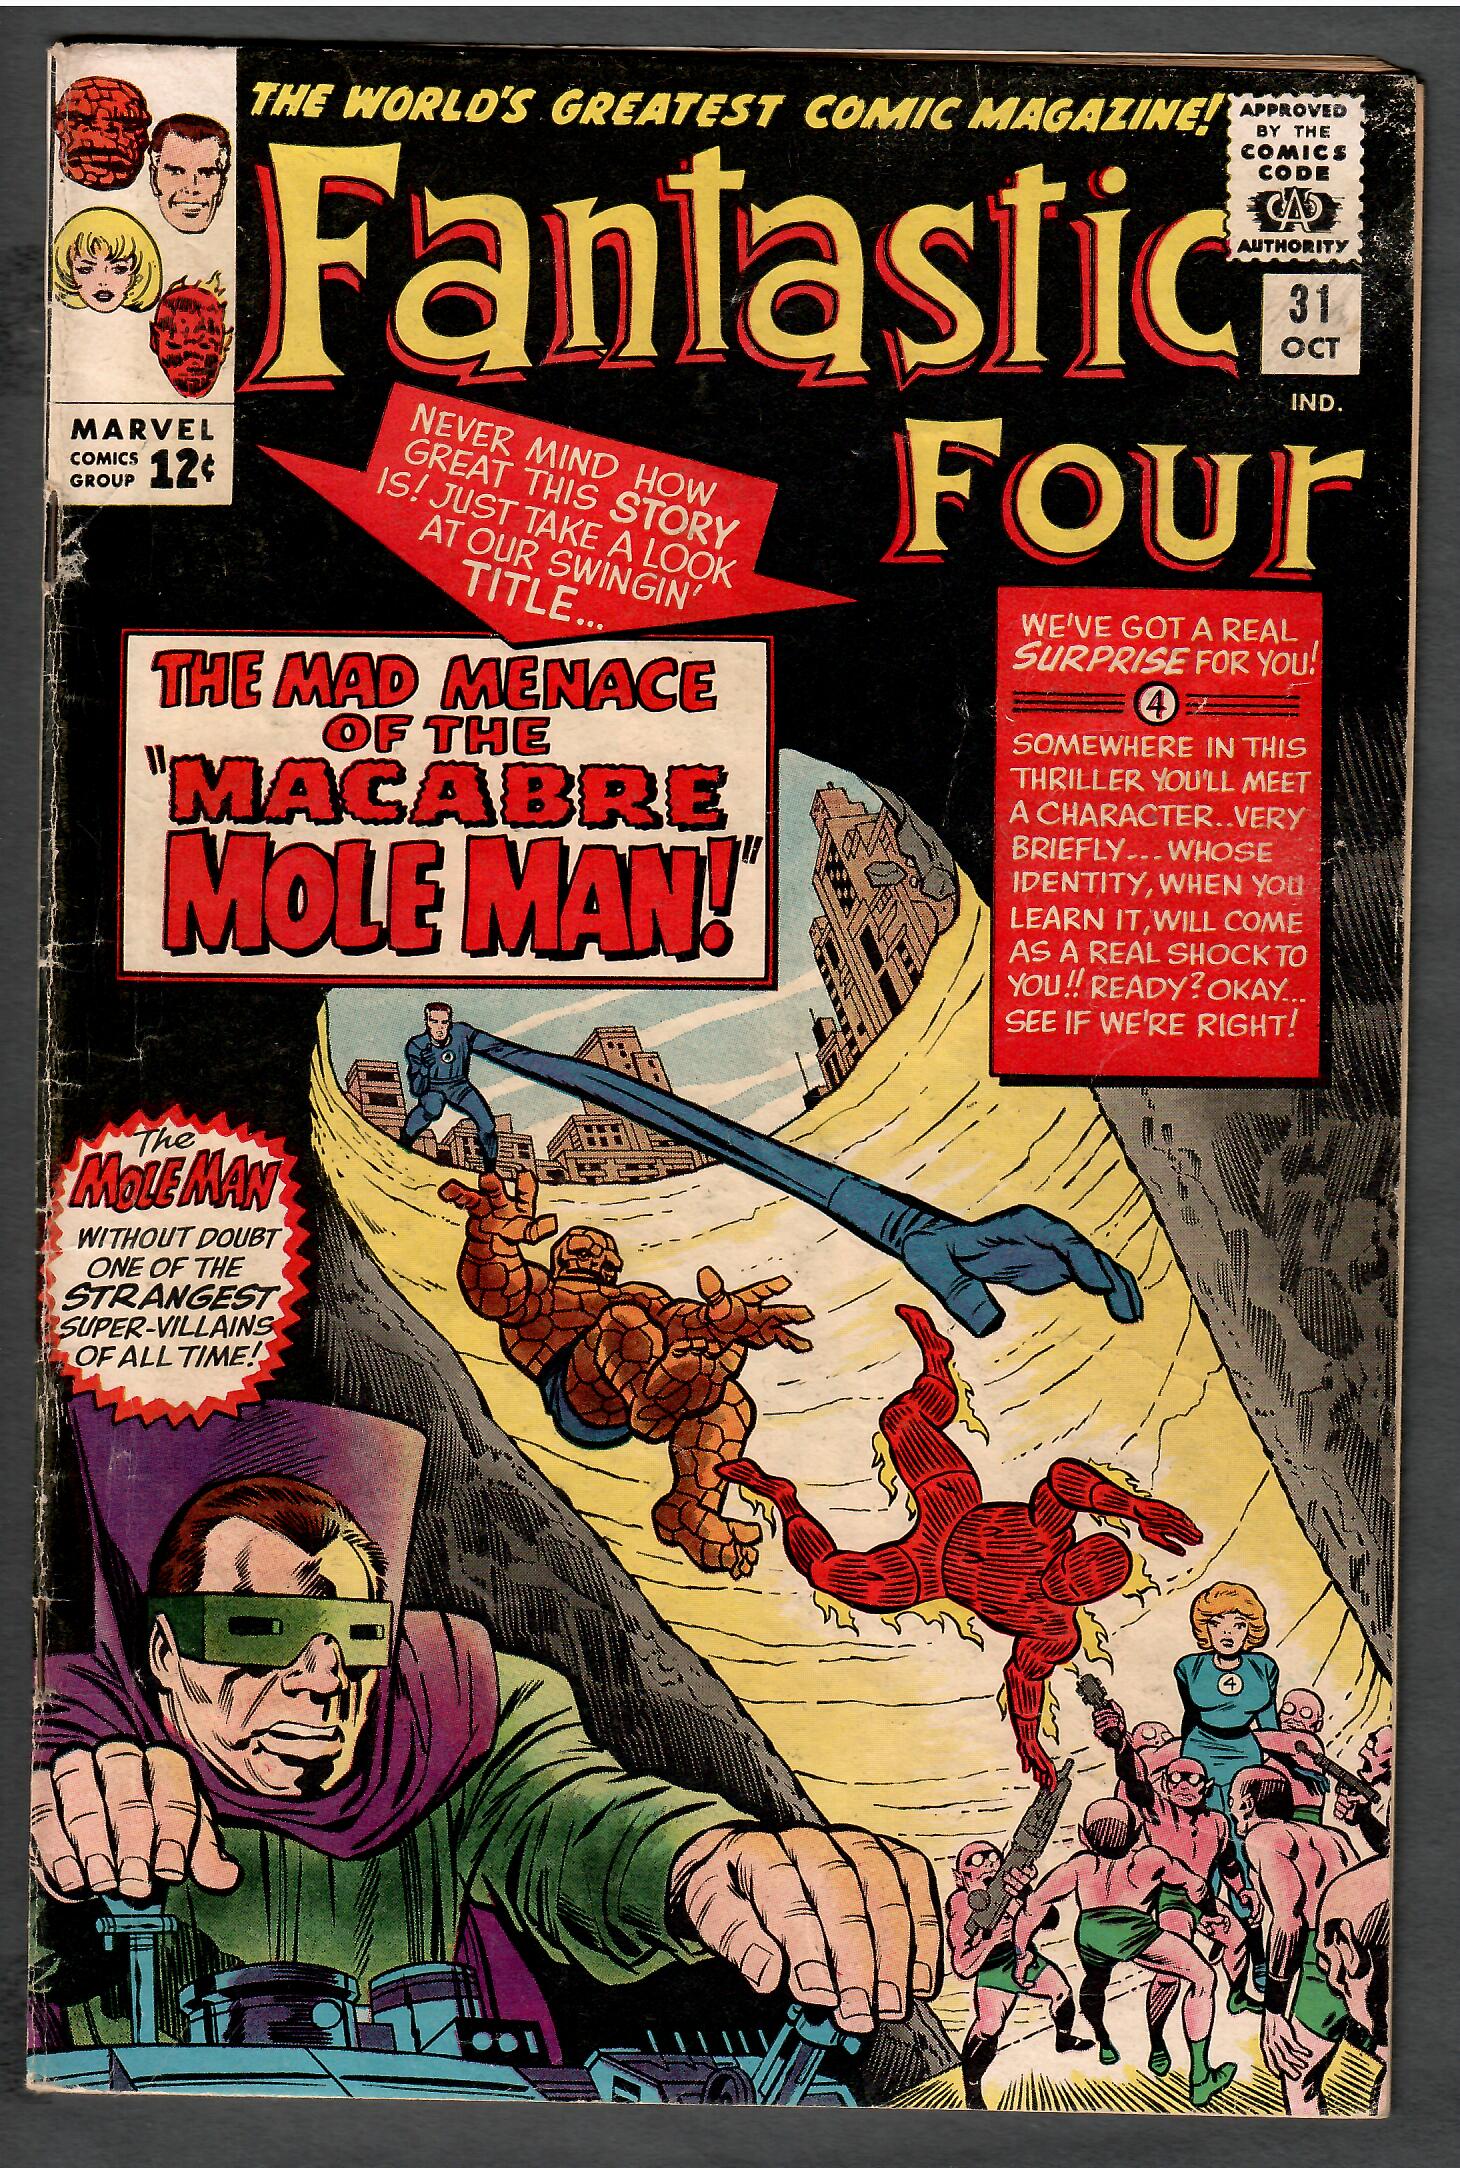 THE WORLD'S GREATEST COMIC MAGAZINE!
Fantastic
Four
APPROVED
BY THE
COMICS
CODE
CA
AUTHORITY
31
OCT
IND.
MARVEL
COMICS
GROUP 12¢
NEVER MIND HOW
GREAT THIS STORY
IS! JUST TAKE A LOOK
AT OUR SWINGIN'
TITLE...
THE MAD MENACE
OF THE
"MACABRE
MOLE MAN!"
WE'VE GOT A REAL
SURPRISE FOR YOU!
4
SOMEWHERE IN THIS
THRILLER YOU'LL MEET
A CHARACTER..VERY
BRIEFLY...WHOSE
IDENTITY, WHEN YOU
LEARN IT, WILL COME
AS A REAL SHOCK TO
YOU!! READY? OKAY...
SEE IF WE'RE RIGHT!
The
MOLE MAN
WITHOUT DOUBT
ONE OF THE
STRANGEST
SUPER-VILLAINS
OF ALL TIME!
4